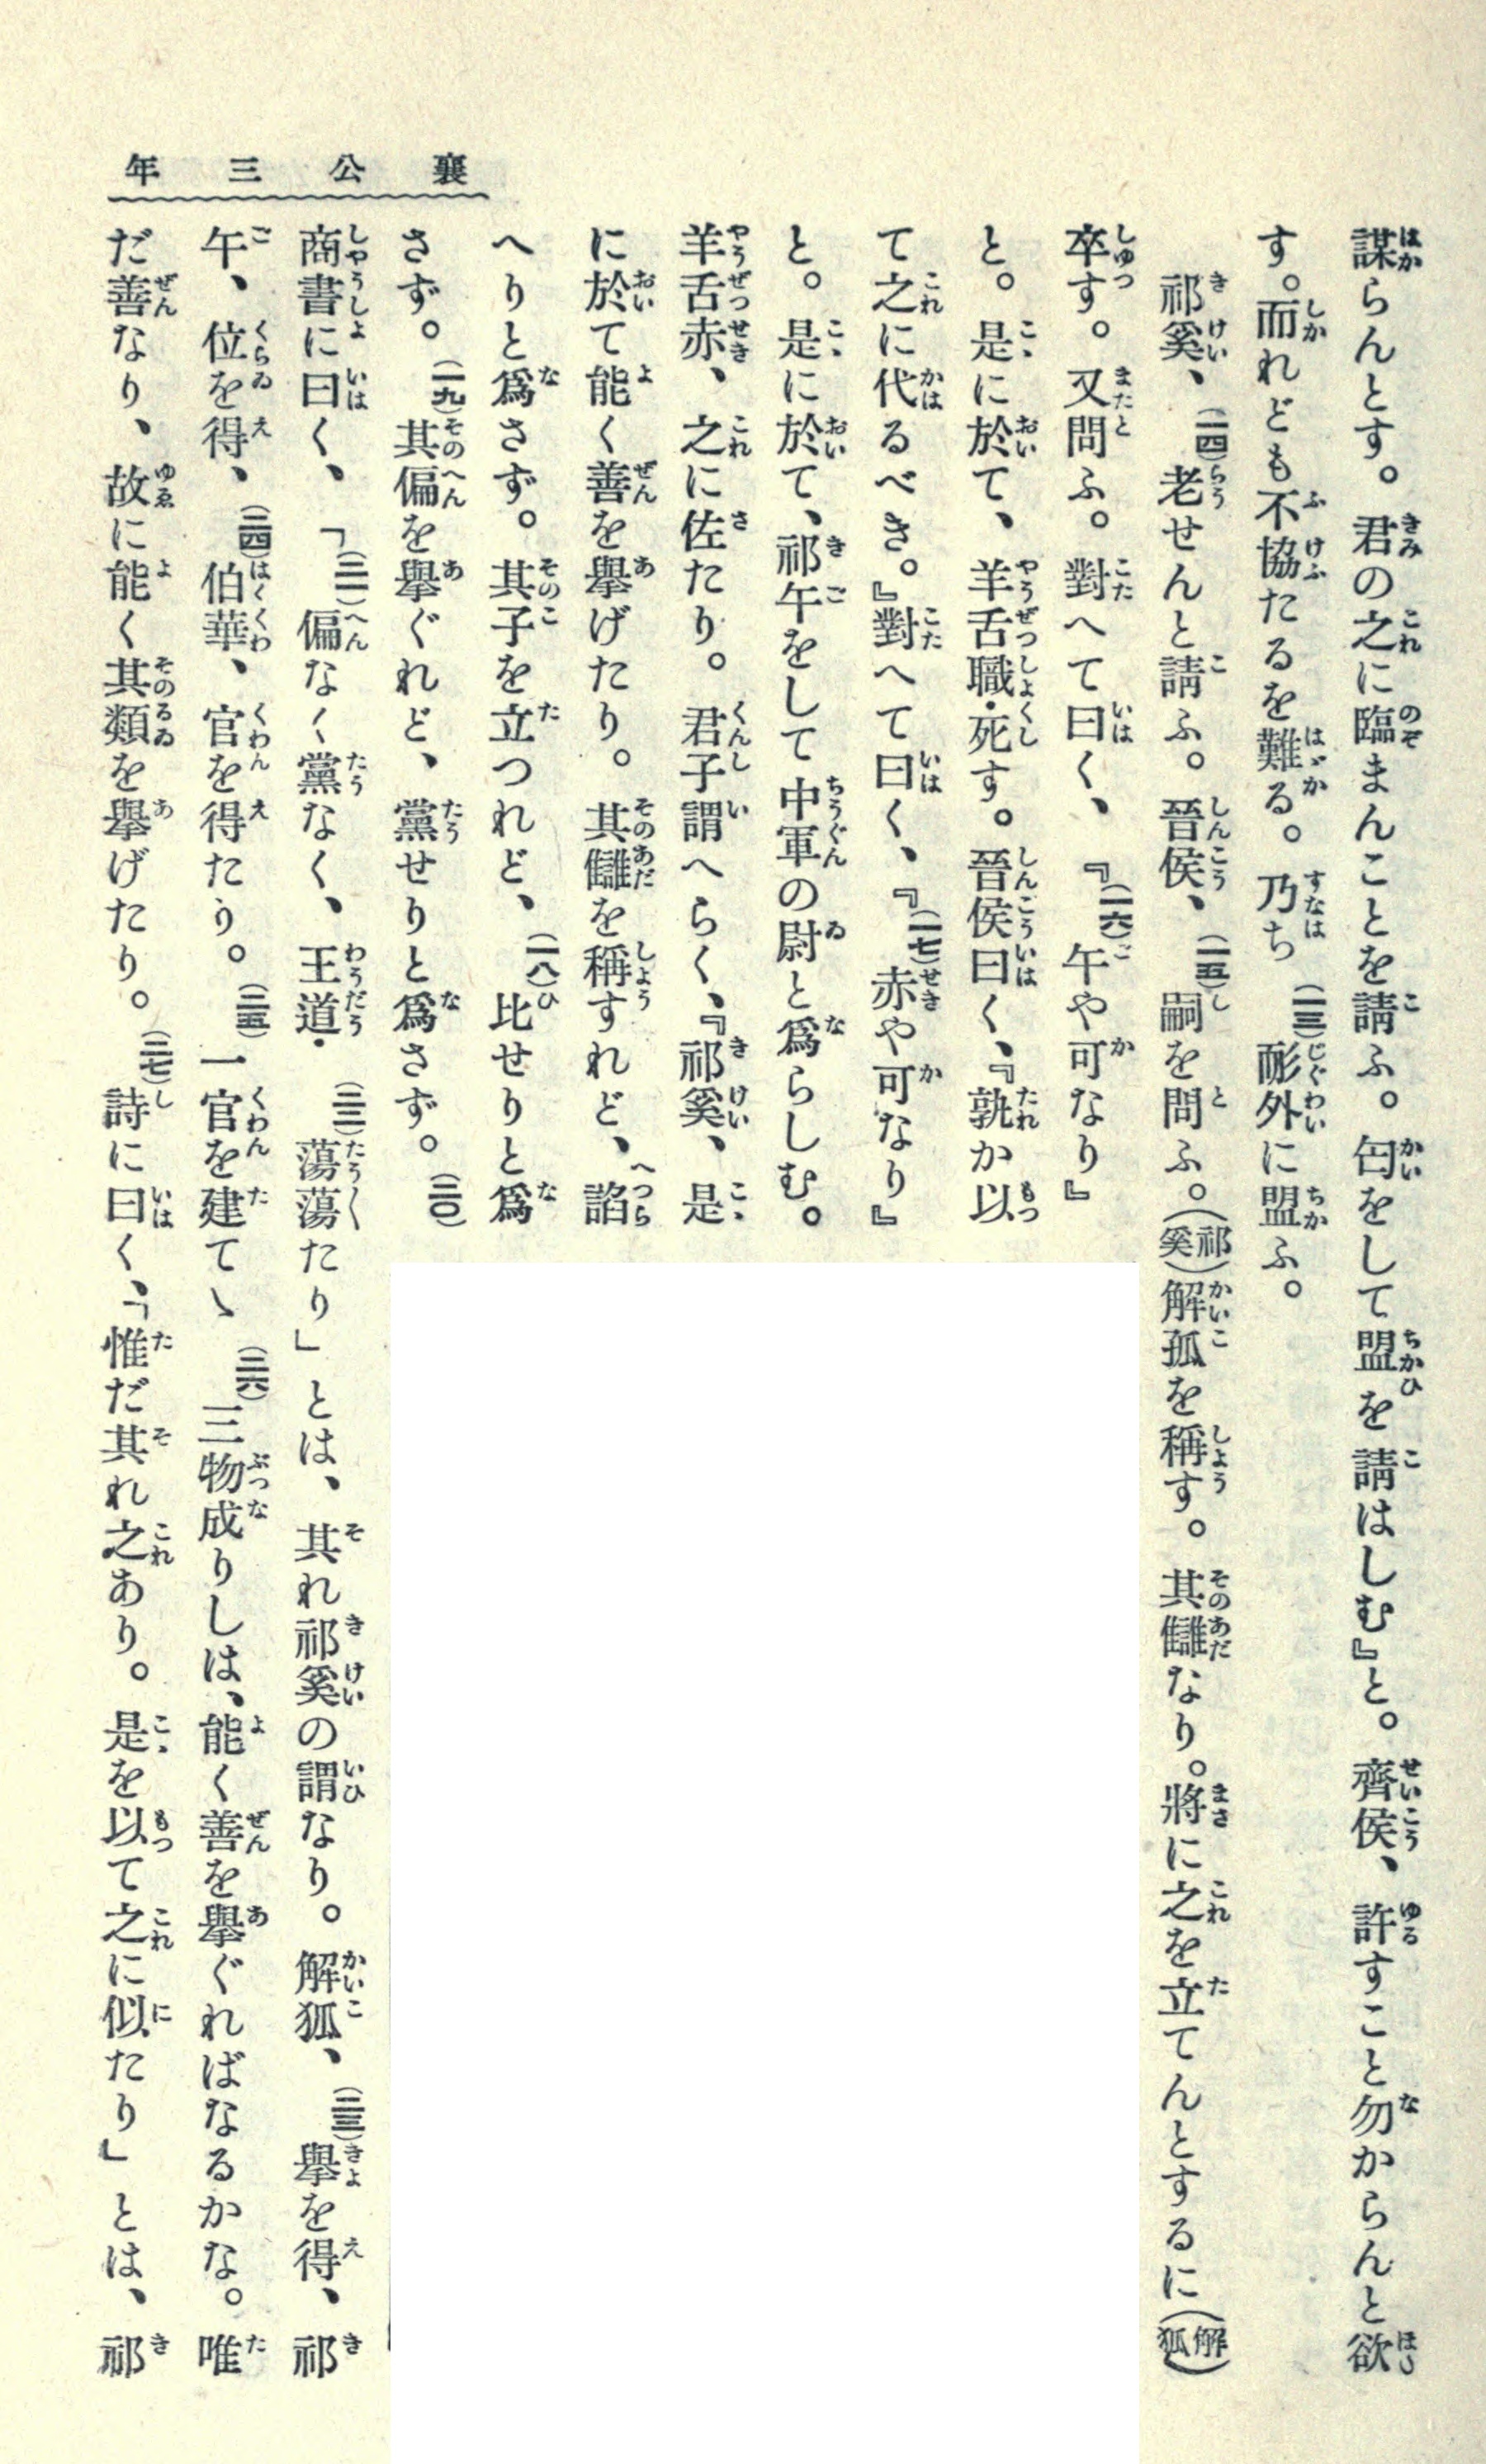 襄公三年
謀らんとす。君の之に臨まんことを請ふ。匄をして盟を請はしむ』と。齊侯、許すこと勿からんと欲
す。而れども不協たるを難る。乃ち(一三)耏外に盟ふ。
祁奚、(一四)老せんと請ふ。晉侯、(一五)嗣を問ふ。(祁奚)解孤を稱す。其讎なり。將に之を立てんとするに(解狐)
卒す。又問ふ。對へて曰く、『(一六)午や可なり』
と。是に於て、羊舌職・死す。晉侯曰く、『孰か以
て之に代るべき。』對へて曰く、『(一七)赤や可なり』
と。是に於て、祁午をして中軍の尉と爲らしむ。
羊舌赤、之に佐たり。君子謂へらく、『祁奚、是
に於て能く善を擧げたり。其讎を稱すれど、諂
へりと爲さず。其子を立つれど、(一八)比せりと爲
さず。(一九)其偏を擧ぐれど、黨せりと爲さず。(二〇)
商書に曰く、「(二一)偏なく黨なく、王道・(二二)蕩蕩たり」とは、其れ祁奚の謂なり。解狐、(二三)擧を得、祁
午、位を得、(二四)伯華、官を得たり。(二五)一官を建てゝ(二六)三物成りしは、能く善を擧ぐればなるかな。唯
だ善なり、故に能く其類を擧げたり。(二七)詩に曰く、「惟だ其れ之あり。是を以て之に似たり」とは、祁